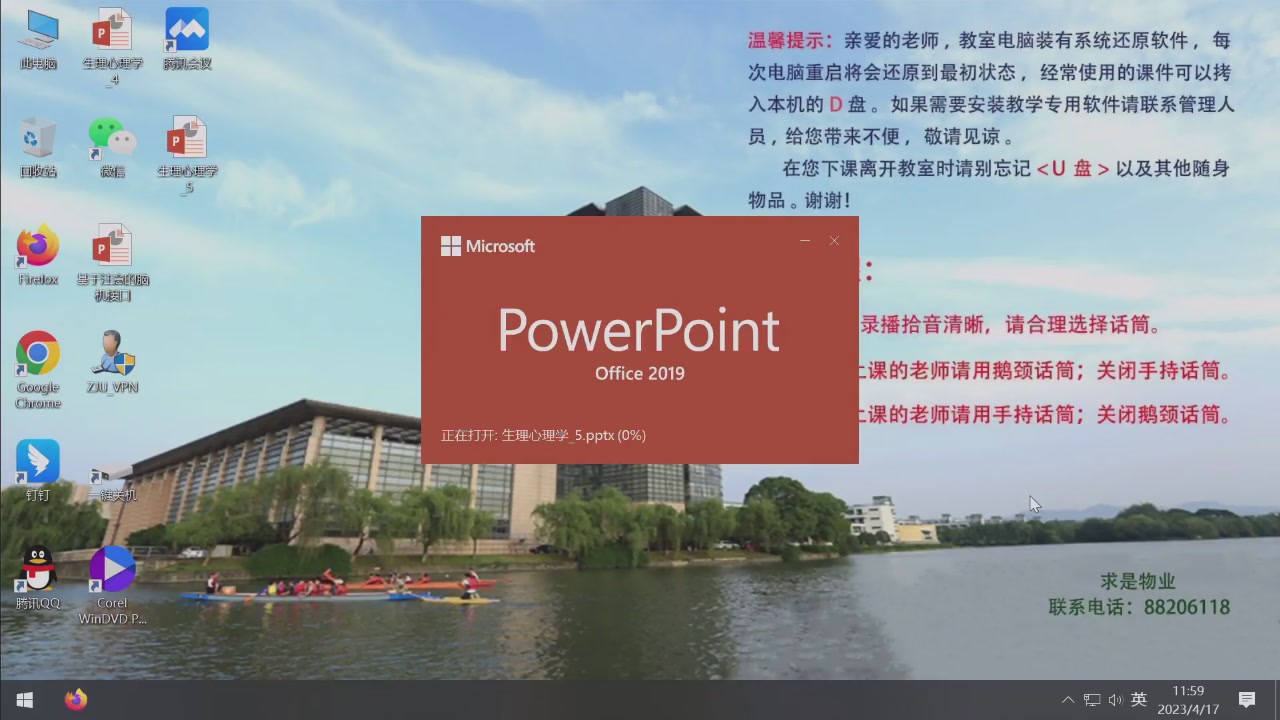 此电脑
生理心理学
_4
腾讯会议
回收站
微信
生理心理学
_5
Firefox
基于注意的脑
机接口
Google
Chrome
ZJU_VPN
钉钉
一键关机
腾讯QQ
Corel
WinDVD P...
温馨提示：亲爱的老师，教室电脑装有系统还原软件，每
次电脑重启将会还原到最初状态，经常使用的课件可以拷
入本机的 D 盘。如果需要安装教学专用软件请联系管理人
员，给您带来不便，敬请见谅。
在您下课离开教室时请别忘记<U 盘>以及其他随身
物品。谢谢！
：
录播拾音清晰，请合理选择话筒。
上课的老师请用鹅颈话筒；关闭手持话筒。
上课的老师请用手持话筒；关闭鹅颈话筒。
Microsoft
PowerPoint
Office 2019
正在打开: 生理心理学_5.pptx (0%)
求是物业
联系电话：88206118
英
11:59
2023/4/17